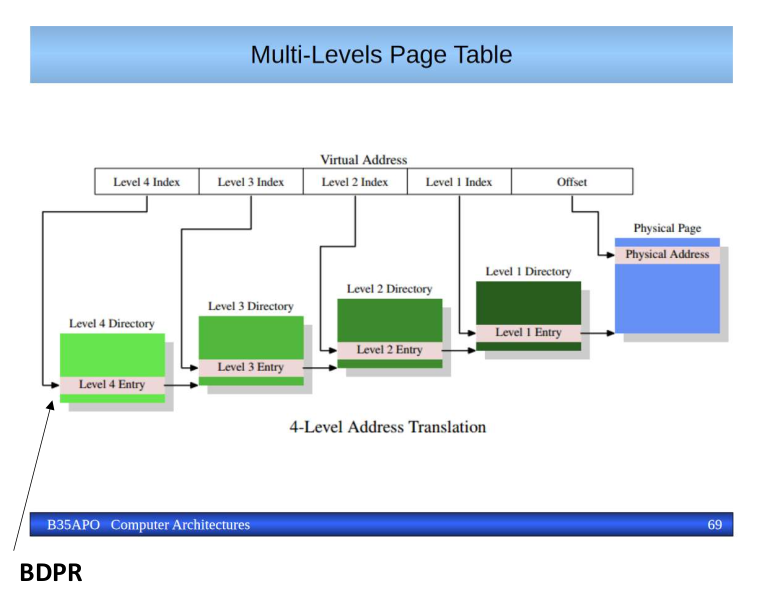 Multi-Levels Page Table
Virtual Address
Level 4 Index Level 3 Index Level 2 Index Level 1 Index Offset
Physical Page
Physical Address
Level 1 Directory
Level 2 Directory
Level 3 Directory
Level 4 Directory
Level 1 Entry
Level 2 Entry
Level 3 Entry
Level 4 Entry
4-Level Address Translation
B35APO Computer Architectures 69
BDPR